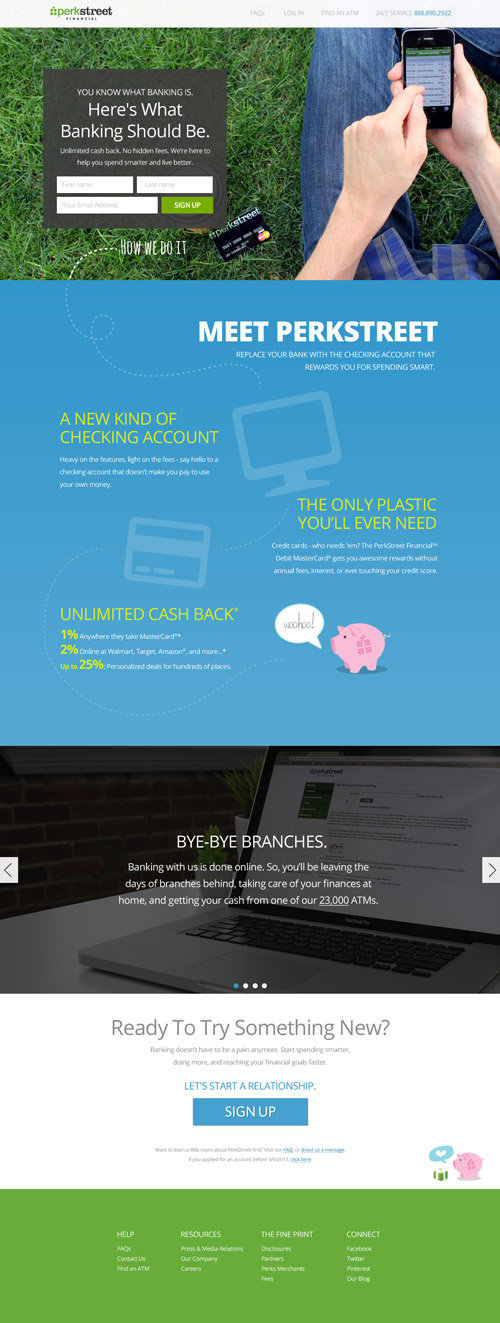 perkstreet
FINANCIAL
FAQs LOG IN FIND AN ATM 24/7 SERVICE 888.890.2922
YOU KNOW WHAT BANKING IS.
Here's What
Banking Should Be.
Unlimited cash back. No hidden fees. We're here to
help you spend smarter and live better.
First name Last name
Your Email Address SIGN UP
perkstreet
HOW WE DO IT
MEET PERKSTREET
REPLACE YOUR BANK WITH THE CHECKING ACCOUNT THAT
REWARDS YOU FOR SPENDING SMART.
A NEW KIND OF
CHECKING ACCOUNT
Heavy on the features, light on the fees - say hello to a
checking account that doesn't make you pay to use
your own money.
THE ONLY PLASTIC
YOU'LL EVER NEED
Credit cards - who needs 'em? The PerkStreet Financial™
Debit MasterCard® gets you awesome rewards without
annual fees, interest, or ever touching your credit score.
UNLIMITED CASH BACK*
1% Anywhere they take MasterCard®*.
2% Online at Walmart, Target, Amazon®, and more...*
Up to 25%: Personalized deals for hundreds of places.
woohoo!
perkstreet
BYE-BYE BRANCHES.
Banking with us is done online. So, you'll be leaving the
days of branches behind, taking care of your finances at
home, and getting your cash from one of our 23,000 ATMs.
MacBook Pro
Ready To Try Something New?
Banking doesn't have to be a pain anymore. Start spending smarter,
doing more, and reaching your financial goals faster.
LET'S START A RELATIONSHIP.
SIGN UP
Want to learn a little more about PerkStreet first? Visit our FAQ, or shoot us a message.
If you applied for an account before 3/6/2013, click here.
HELP RESOURCES THE FINE PRINT CONNECT
FAQs Press & Media Relations Disclosures Facebook
Contact Us Our Company Partners Twitter
Find an ATM Careers Perks Merchants Pinterest
Fees Our Blog